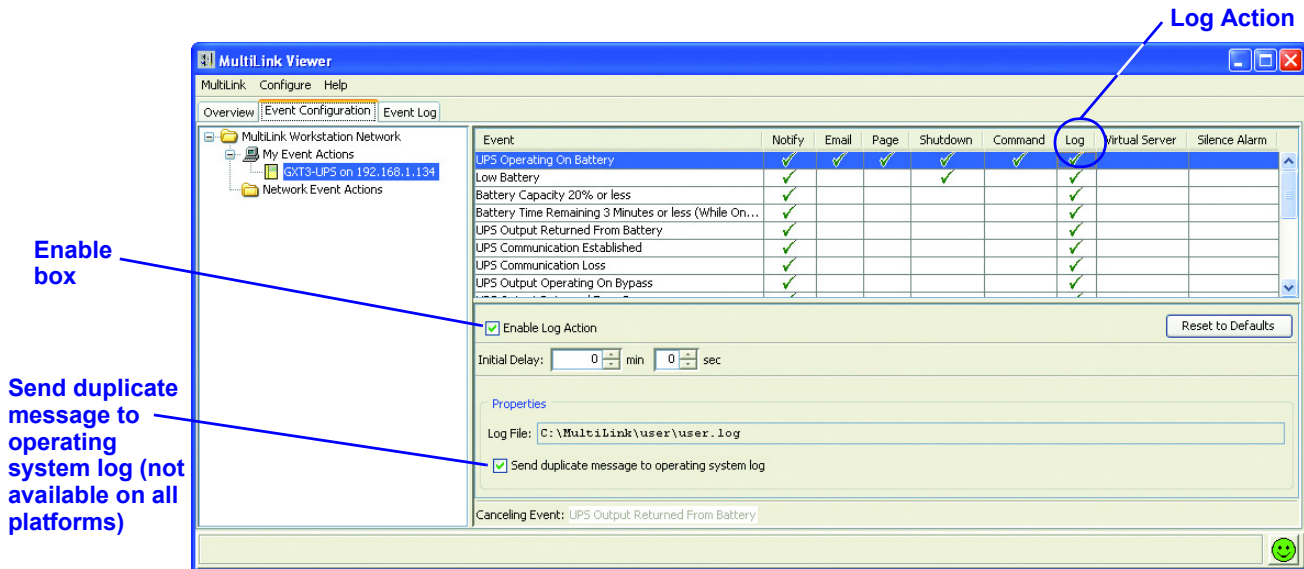 Log Action
MultiLink Viewer
MultiLink Configure Help
Overview Event Configuration Event Log
MultiLink Workstation Network
My Event Actions
GXT3-UPS on 192.168.1.134
Network Event Actions
Event Notify Email Page Shutdown Command Log Virtual Server Silence Alarm
UPS Operating On Battery
Low Battery
Battery Capacity 20% or less
Battery Time Remaining 3 Minutes or less (While On...
UPS Output Returned From Battery
UPS Communication Established
UPS Communication Loss
UPS Output Operating On Bypass
Enable
box
Enable Log Action
Reset to Defaults
Initial Delay: 0 min 0 sec
Send duplicate
message to
operating
system log (not
available on all
platforms)
Properties
Log File: C:\MultiLink\user\user.log
Send duplicate message to operating system log
Canceling Event: UPS Output Returned From Battery